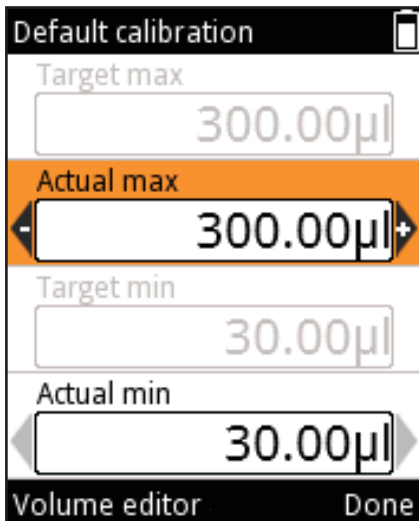 Default calibration
Target max
300.00µl
Actual max
- 300.00µl +
Target min
30.00µl
Actual min
30.00µl
Volume editor Done